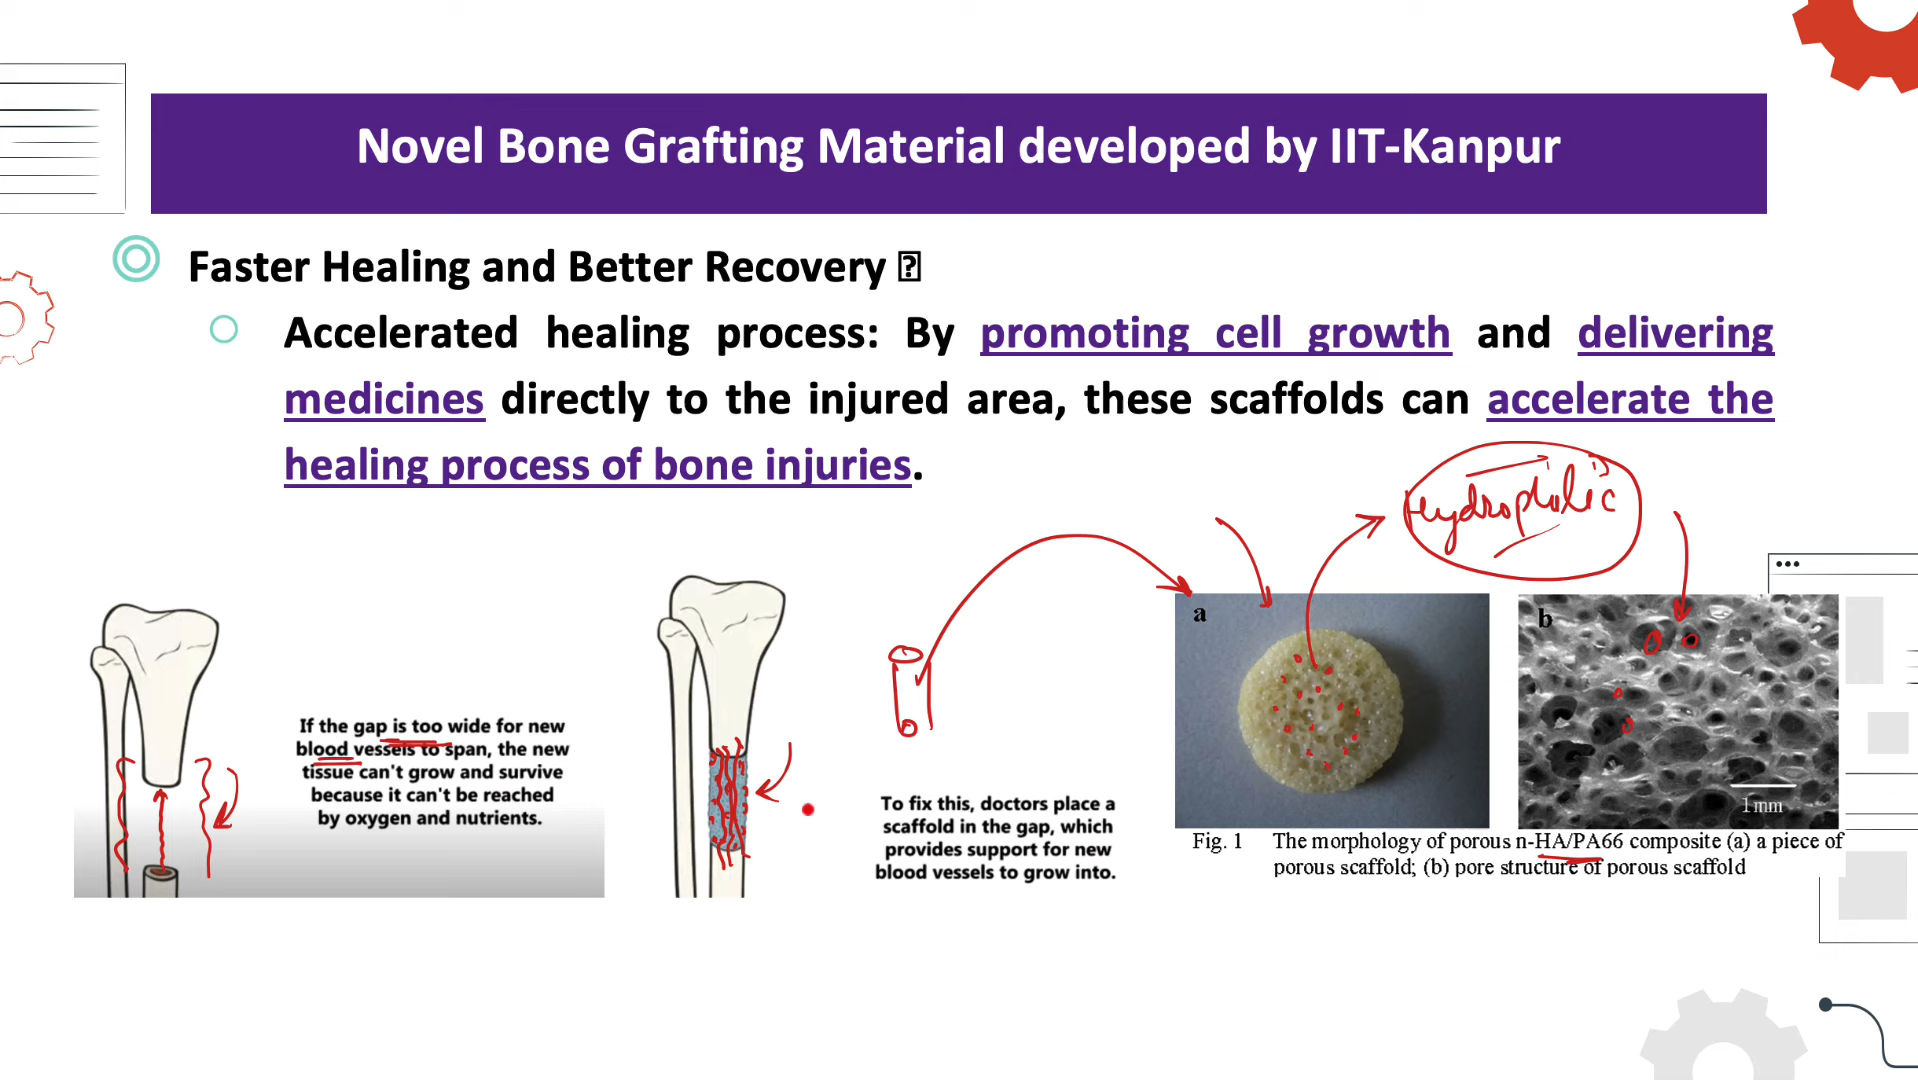 Novel Bone Grafting Material developed by IIT-Kanpur
Faster Healing and Better Recovery
Accelerated healing process: By promoting cell growth and delivering
medicines directly to the injured area, these scaffolds can accelerate the
healing process of bone injuries.
Hydrophilic
If the gap is too wide for new
blood vessels to span, the new
tissue can't grow and survive
because it can't be reached
by oxygen and nutrients.
To fix this, doctors place a
scaffold in the gap, which
provides support for new
blood vessels to grow into.
a
b
1mm
Fig. 1 The morphology of porous n-HA/PA66 composite (a) a piece of
porous scaffold; (b) pore structure of porous scaffold